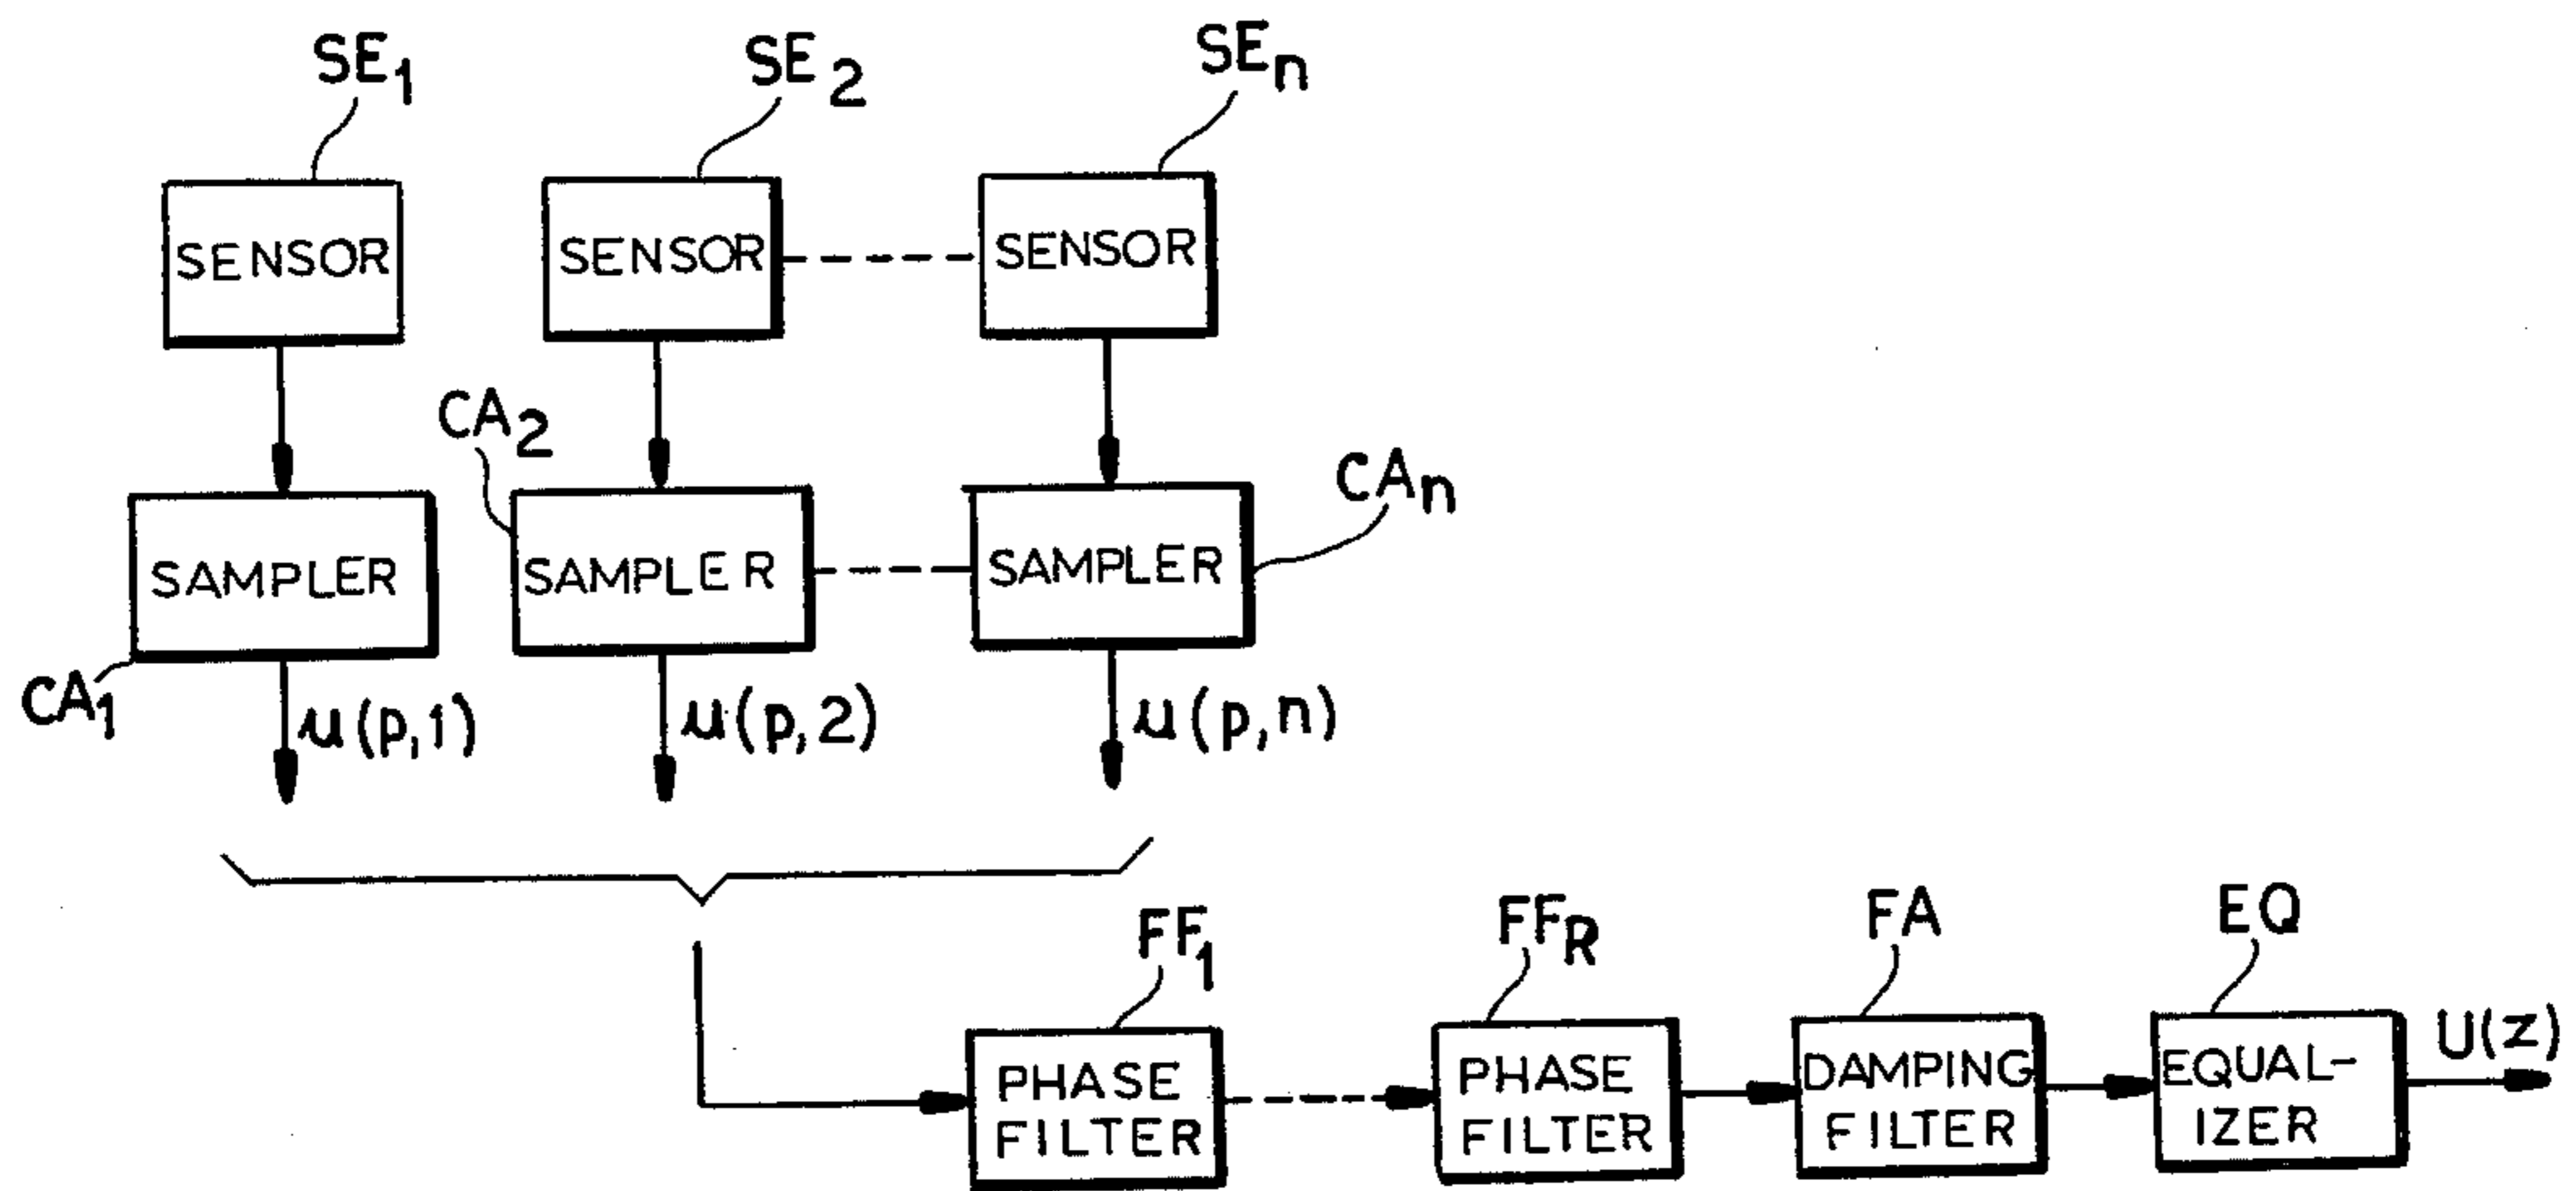 SE1
SE2
SEn
SENSOR
SENSOR
SENSOR
CA2
CAn
SAMPLER
SAMPLER
SAMPLER
CA1
u(p,1)
u(p,2)
u(p,n)
FF1
FFR
FA
EQ
PHASE
FILTER
PHASE
FILTER
DAMPING
FILTER
EQUAL-
IZER
U(z)